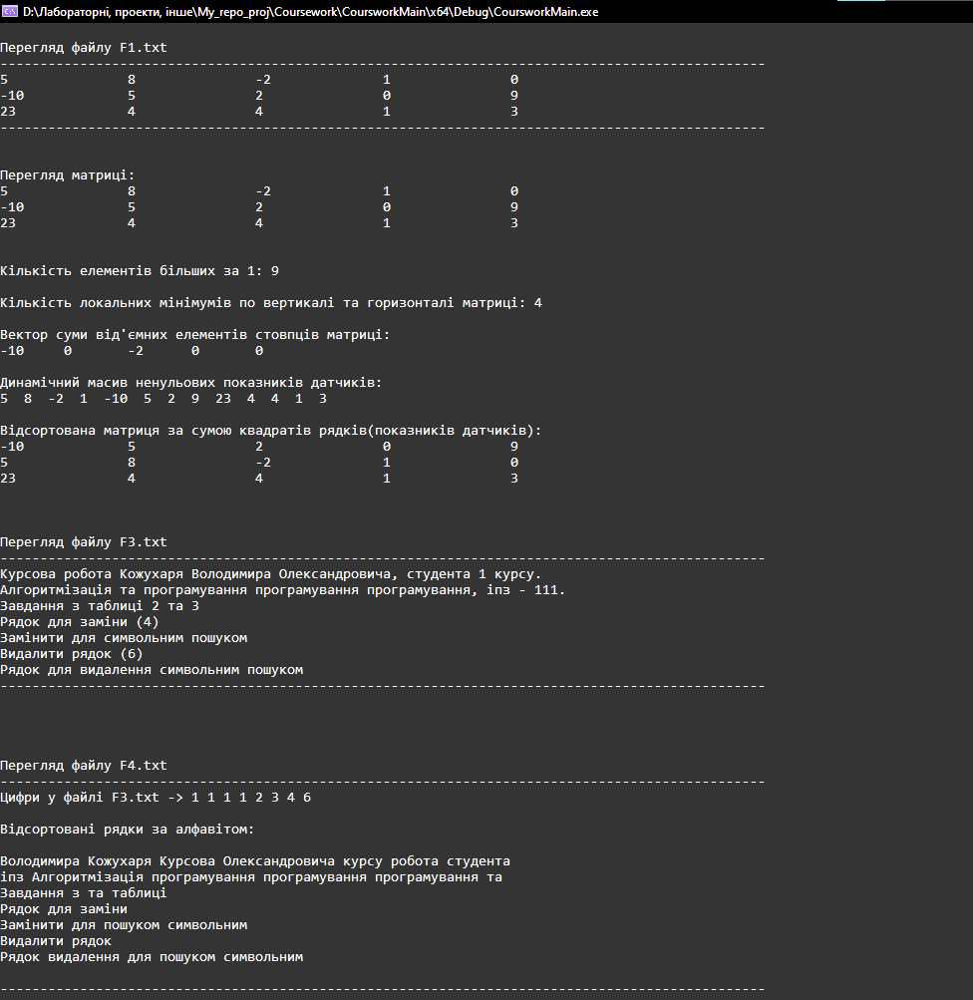 D:\Лабораторні, проекти, інше\My_repo_proj\Coursework\CoursworkMain\x64\Debug\CoursworkMain.exe
Перегляд файлу F1.txt
------------------------------------------------------------------------------------------------
5 8 -2 1 0
-10 5 2 0 9
23 4 4 1 3
------------------------------------------------------------------------------------------------
Перегляд матриці:
5 8 -2 1 0
-10 5 2 0 9
23 4 4 1 3
Кількість елементів більших за 1: 9
Кількість локальних мінімумів по вертикалі та горизонталі матриці: 4
Вектор суми від'ємних елементів стовпців матриці:
-10 0 -2 0 0
Динамічний масив ненульових показників датчиків:
5 8 -2 1 -10 5 2 9 23 4 4 1 3
Відсортована матриця за сумою квадратів рядків(показників датчиків):
-10 5 2 0 9
5 8 -2 1 0
23 4 4 1 3
Перегляд файлу F3.txt
------------------------------------------------------------------------------------------------
Курсова робота Кожухаря Володимира Олександровича, студента 1 курсу.
Алгоритмізація та програмування програмування програмування, іпз - 111.
Завдання з таблиці 2 та 3
Рядок для заміни (4)
Замінити для символьним пошуком
Видалити рядок (6)
Рядок для видалення символьним пошуком
------------------------------------------------------------------------------------------------
Перегляд файлу F4.txt
------------------------------------------------------------------------------------------------
Цифри у файлі F3.txt -> 1 1 1 1 2 3 4 6
Відсортовані рядки за алфавітом:
Володимира Кожухаря Курсова Олександровича курсу робота студента
іпз Алгоритмізація програмування програмування програмування та
Завдання з та таблиці
Рядок для заміни
Замінити для пошуком символьним
Видалити рядок
Рядок видалення для пошуком символьним
------------------------------------------------------------------------------------------------